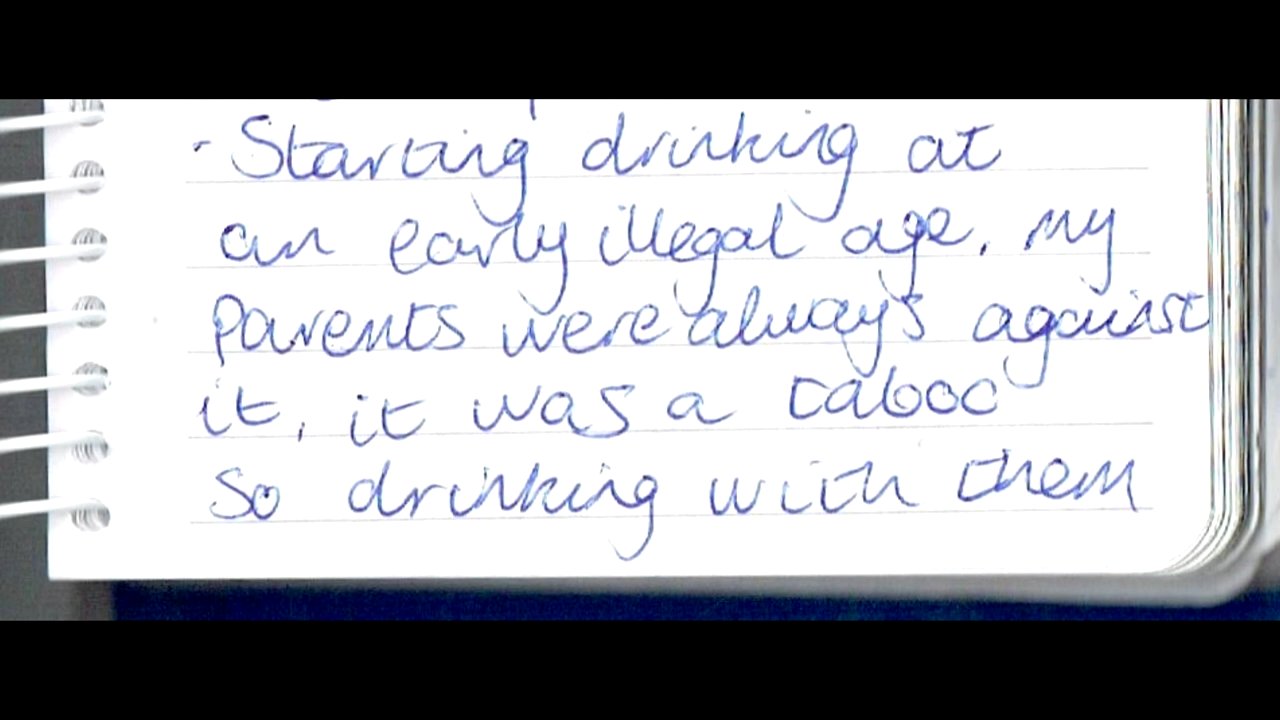 - Starting drinking at
an early illegal age, my
parents were always against
it, it was a taboo
so drinking with them